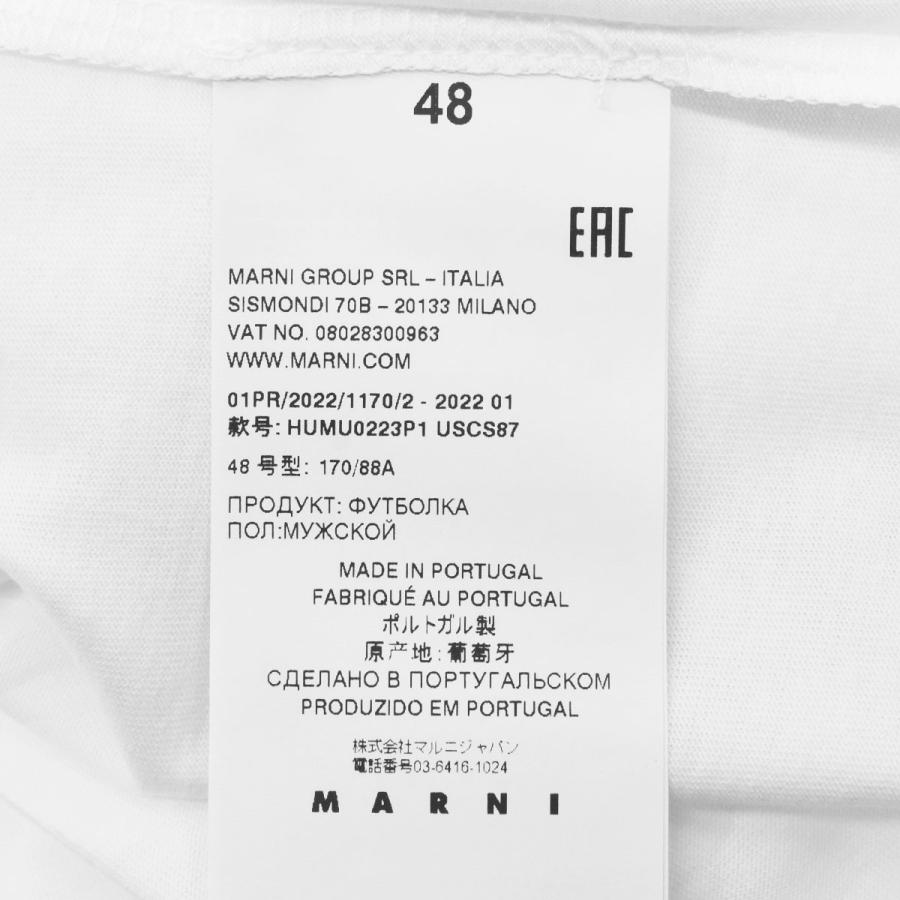 48
EAC
MARNI GROUP SRL – ITALIA
SISMONDI 70B – 20133 MILANO
VAT NO. 08028300963
WWW.MARNI.COM
01PR/2022/1170/2 - 2022 01
款号: HUMU0223P1 USCS87
48 号型: 170/88A
ПРОДУКТ: ФУТБОЛКА
ПОЛ:МУЖСКОЙ
MADE IN PORTUGAL
FABRIQUÉ AU PORTUGAL
ポルトガル製
原产地: 葡萄牙
СДЕЛАНО В ПОРТУГАЛЬСКОМ
PRODUZIDO EM PORTUGAL
株式会社マルニジャパン
電話番号03-6416-1024
MARNI